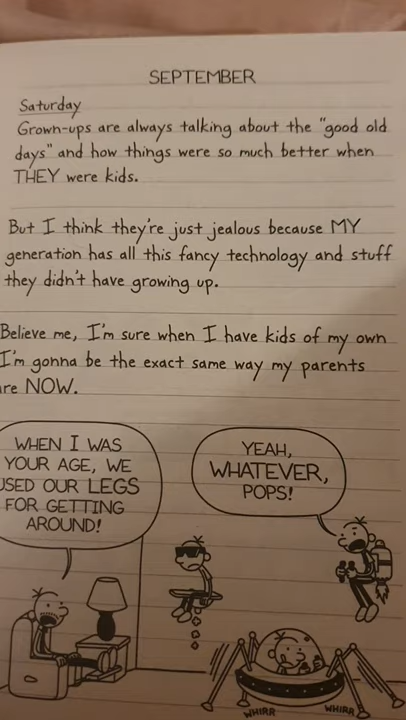 SEPTEMBER
Saturday
Grown-ups are always talking about the "good old
days" and how things were so much better when
THEY were kids.
But I think they're just jealous because MY
generation has all this fancy technology and stuff
they didn't have growing up.
Believe me, I'm sure when I have kids of my own
I'm gonna be the exact same way my parents
re NOW.
WHEN I WAS
YOUR AGE, WE
USED OUR LEGS
FOR GETTING
AROUND!
YEAH,
WHATEVER,
POPS!
WHIRR
WHIRR